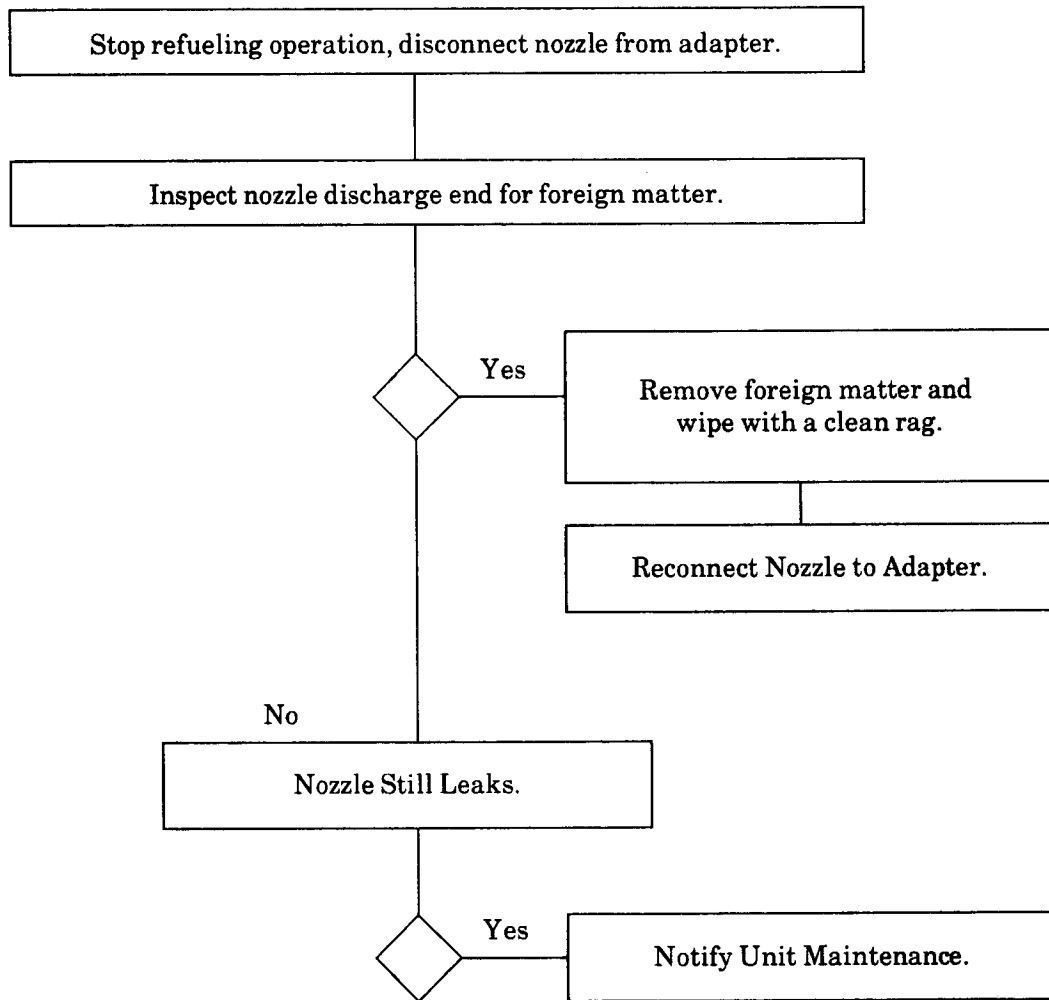 Stop refueling operation, disconnect nozzle from adapter.
Inspect nozzle discharge end for foreign matter.
Yes
Remove foreign matter and
wipe with a clean rag.
Reconnect Nozzle to Adapter.
No
Nozzle Still Leaks.
Yes
Notify Unit Maintenance.